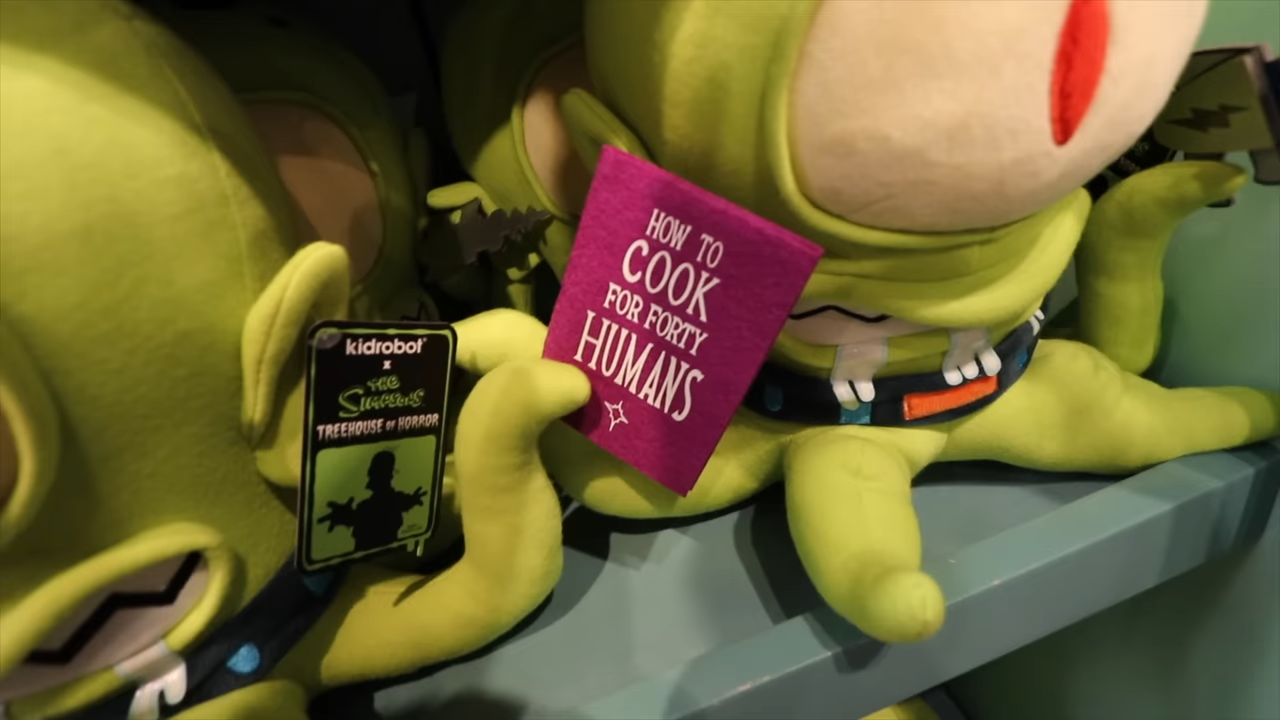 HOW TO
COOK
FOR FORTY
HUMANS
kidrobot
x
THE
SIMPSONS
TREEHOUSE OF HORROR